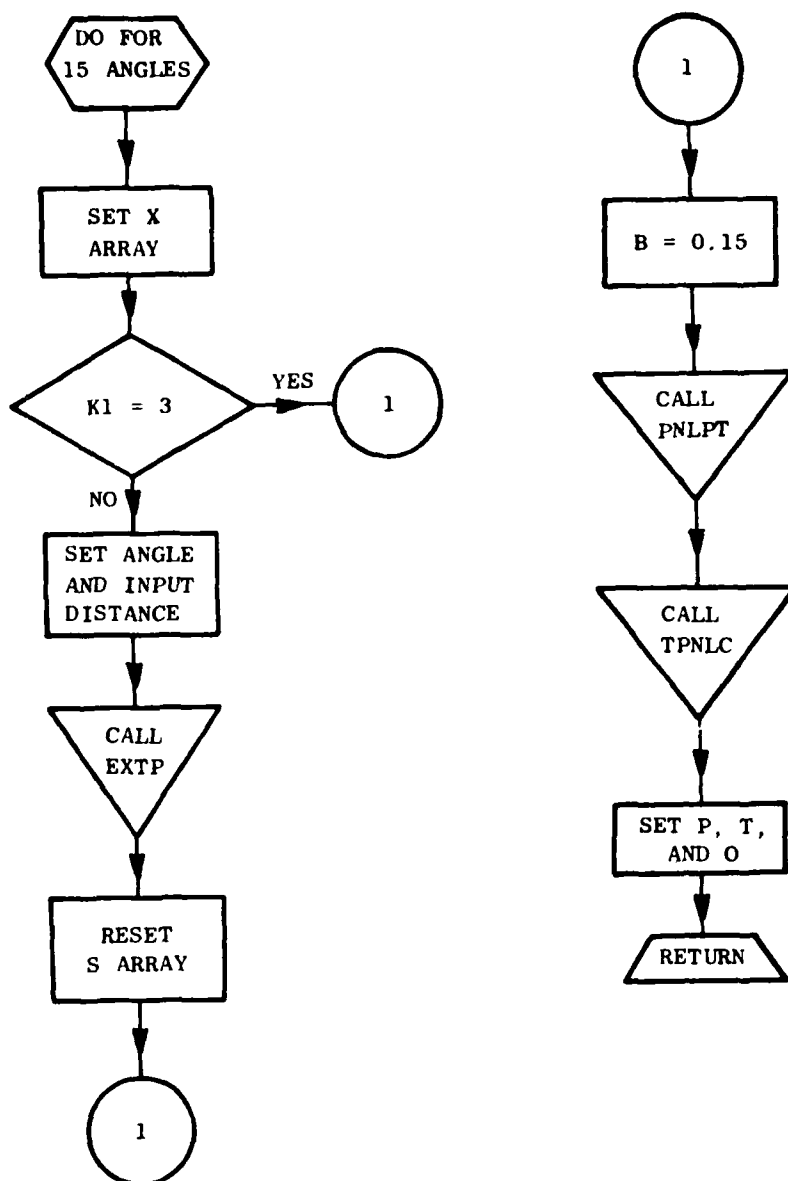 DO FOR
15 ANGLES
SET X
ARRAY
K1 = 3
YES
1
NO
SET ANGLE
AND INPUT
DISTANCE
CALL
EXTP
RESET
S ARRAY
1
1
B = 0.15
CALL
PNLPT
CALL
TPNLC
SET P, T,
AND O
RETURN